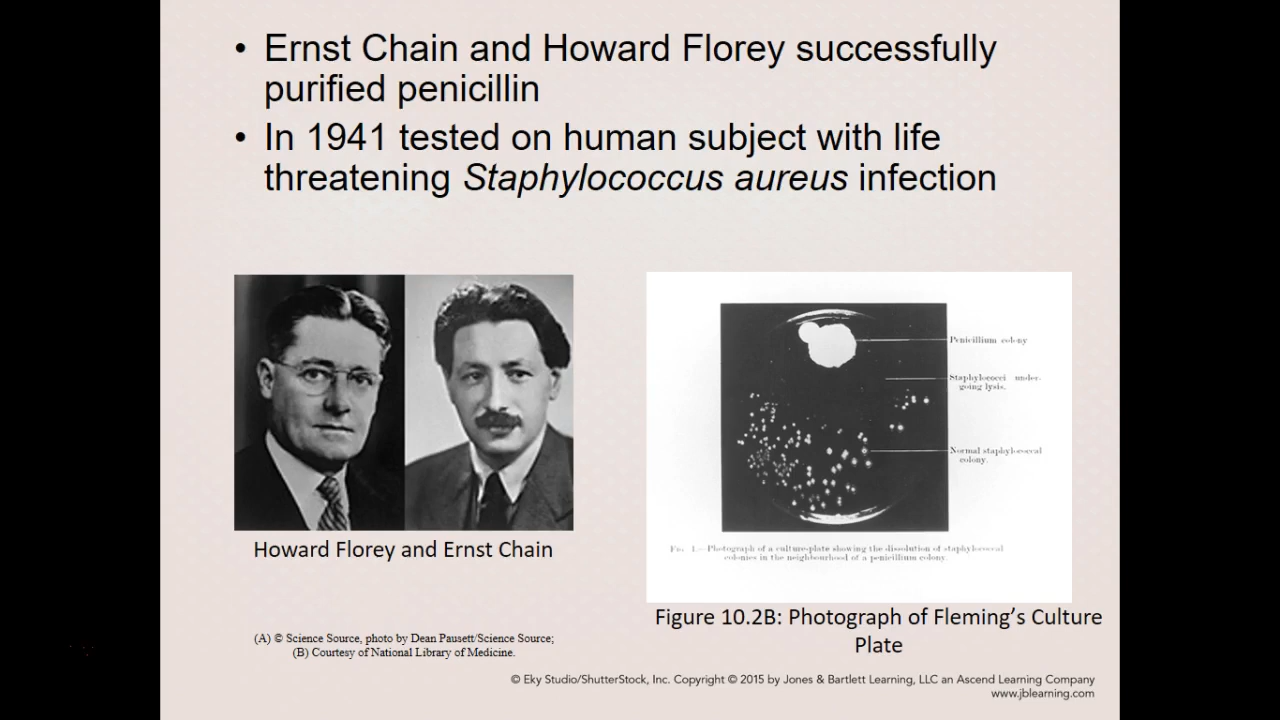 • Ernst Chain and Howard Florey successfully
purified penicillin
• In 1941 tested on human subject with life
threatening Staphylococcus aureus infection
Penicillium colony
Staphylococci under-
going lysis.
Normal staphylococcal
colony.
Howard Florey and Ernst Chain
Fig. 1.—Photograph of a culture-plate showing the dissolution of staphylococcal
colonies in the neighbourhood of a penicillium colony.
Figure 10.2B: Photograph of Fleming’s Culture
Plate
(A) © Science Source, photo by Dean Pausett/Science Source;
(B) Courtesy of National Library of Medicine.
© Eky Studio/ShutterStock, Inc. Copyright © 2015 by Jones & Bartlett Learning, LLC an Ascend Learning Company
www.jblearning.com